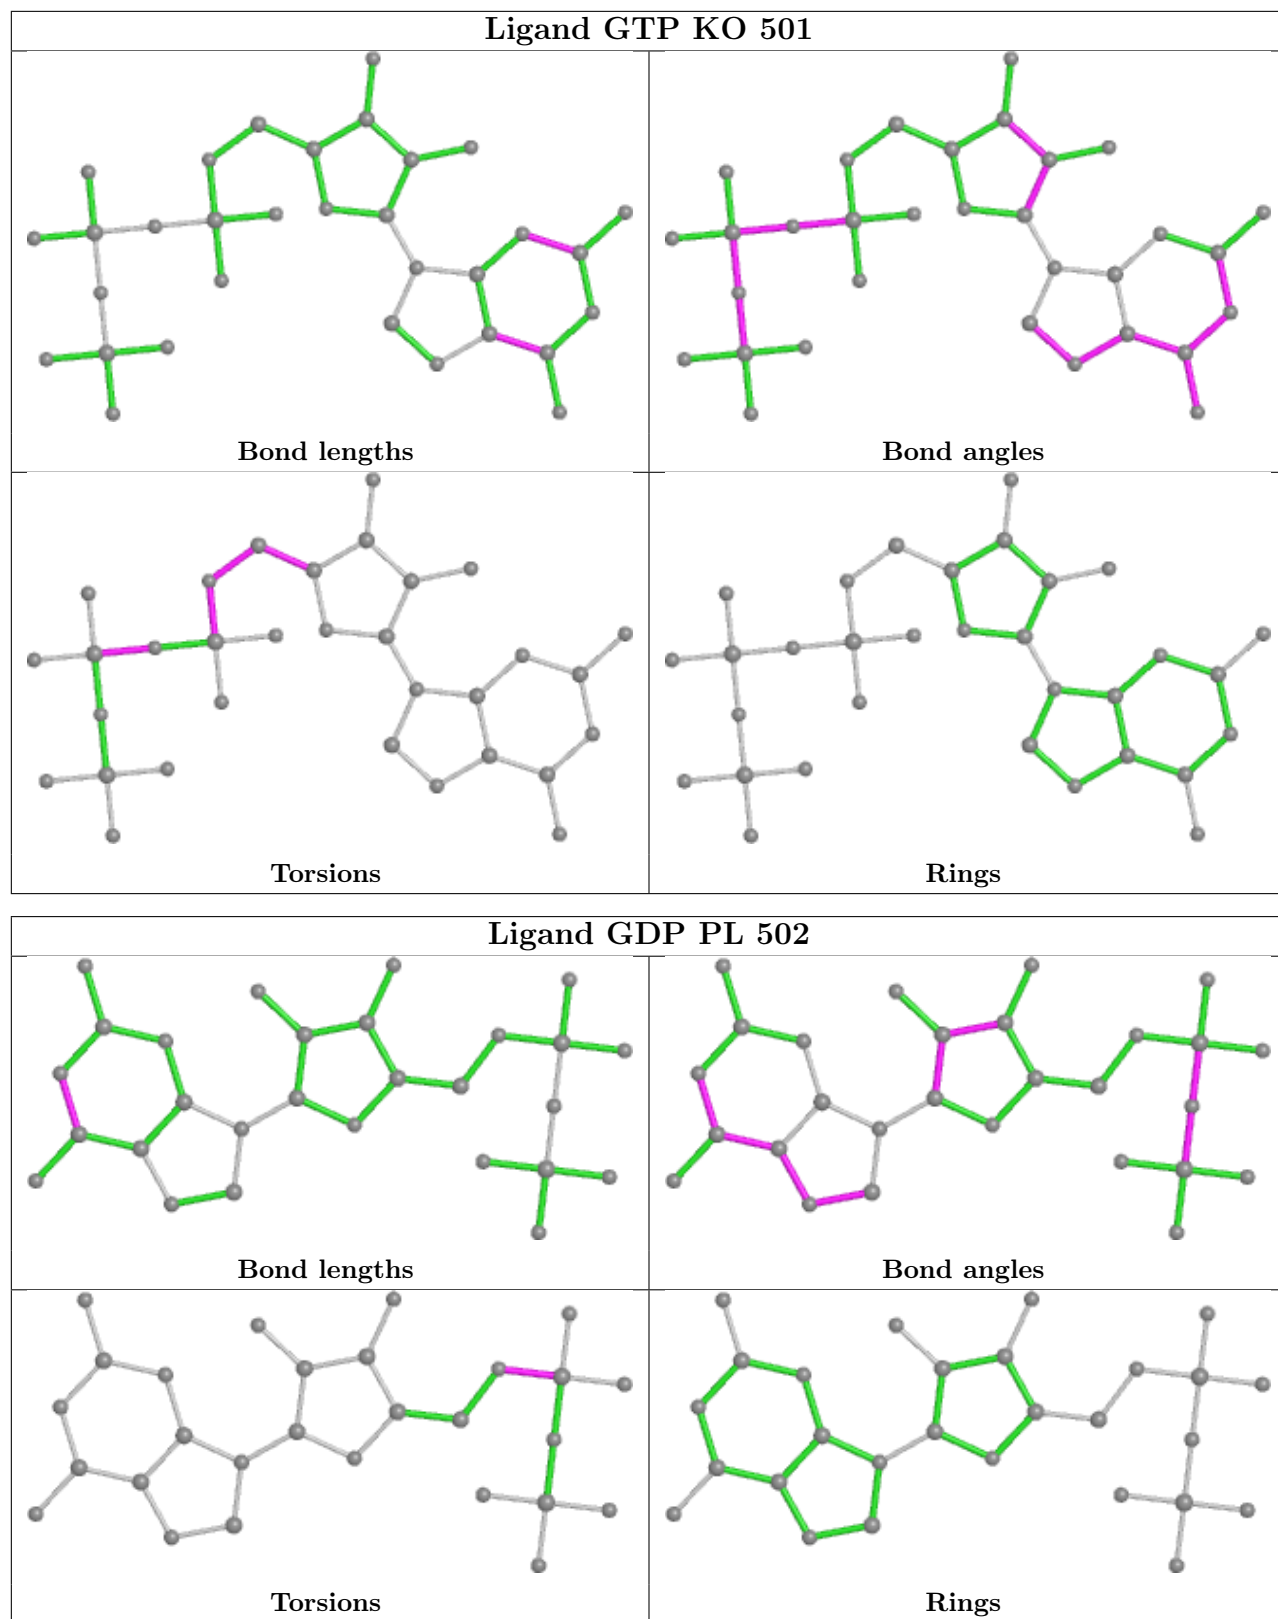 Ligand GTP KO 501
Bond lengths
Bond angles
Torsions
Rings
Ligand GDP PL 502
Bond lengths
Bond angles
Torsions
Rings